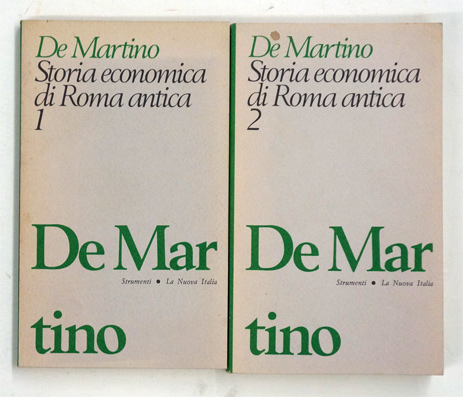 De Martino
Storia economica
di Roma antica
1
De Mar
Strumenti • La Nuova Italia
tino
De Martino
Storia economica
di Roma antica
2
De Mar
Strumenti • La Nuova Italia
tino